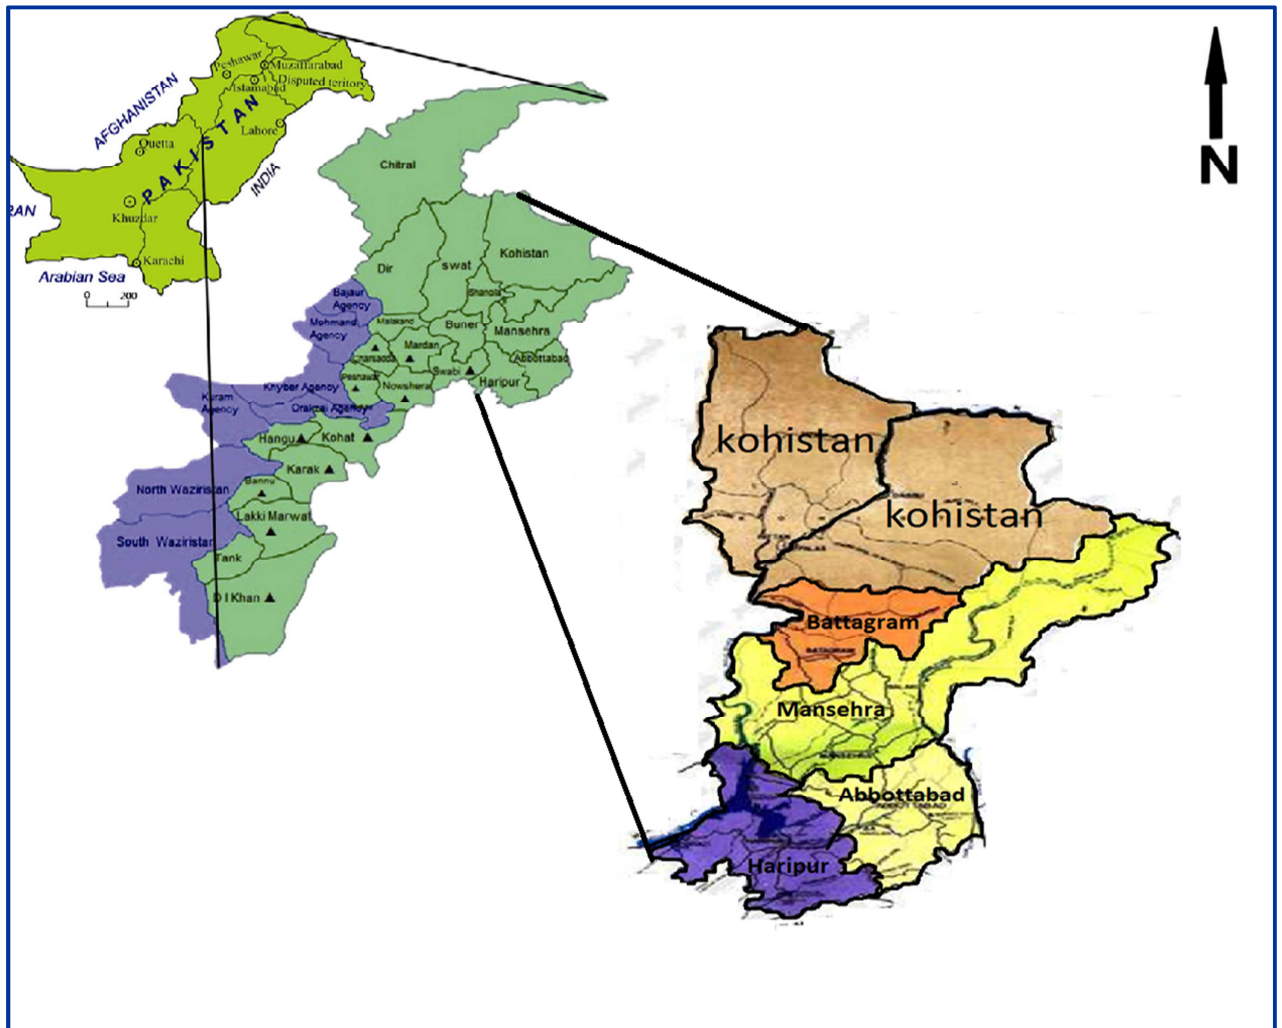 Peshawar
Muzaffarabad
Islamabad
Disputed teritory
AFGHANISTAN
Lahore
Quetta
PAKISTAN
INDIA
RAN
Khuzdar
Karachi
Arabian Sea
0 200
N
Chitral
Kohistan
Dir
swat
Shangla
Bajaur
Agency
Mohmand
Agency
Malakand
Buner
Mansehra
Mardan
Charsadda
Abbottabad
Swabi
Peshawar
Nowshera
Haripur
Khyber Agency
Kuram
Agency
Orakzai Agency
Hangu
Kohat
Karak
Bannu
North Waziristan
Lakki Marwat
South Waziristan
Tank
D I Khan
kohistan
kohistan
Battagram
BATAGRAM
Mansehra
Abbottabad
Haripur